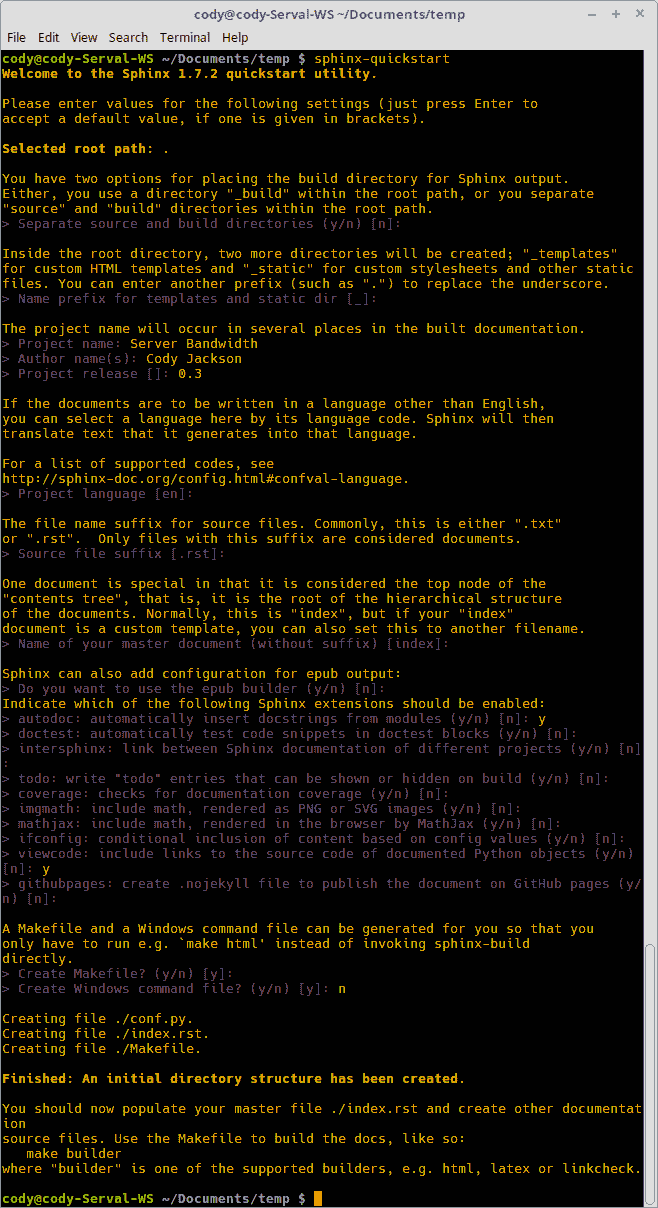 cody@cody-Serval-WS ~/Documents/temp
File Edit View Search Terminal Help
cody@cody-Serval-WS ~/Documents/temp $ sphinx-quickstart
Welcome to the Sphinx 1.7.2 quickstart utility.
Please enter values for the following settings (just press Enter to
accept a default value, if one is given in brackets).
Selected root path: .
You have two options for placing the build directory for Sphinx output.
Either, you use a directory "_build" within the root path, or you separate
"source" and "build" directories within the root path.
> Separate source and build directories (y/n) [n]:
Inside the root directory, two more directories will be created; "_templates"
for custom HTML templates and "_static" for custom stylesheets and other static
files. You can enter another prefix (such as ".") to replace the underscore.
> Name prefix for templates and static dir [_]:
The project name will occur in several places in the built documentation.
> Project name: Server Bandwidth
> Author name(s): Cody Jackson
> Project release []: 0.3
If the documents are to be written in a language other than English,
you can select a language here by its language code. Sphinx will then
translate text that it generates into that language.
For a list of supported codes, see
http://sphinx-doc.org/config.html#confval-language.
> Project language [en]:
The file name suffix for source files. Commonly, this is either ".txt"
or ".rst".  Only files with this suffix are considered documents.
> Source file suffix [.rst]:
One document is special in that it is considered the top node of the
"contents tree", that is, it is the root of the hierarchical structure
of the documents. Normally, this is "index", but if your "index"
document is a custom template, you can also set this to another filename.
> Name of your master document (without suffix) [index]:
Sphinx can also add configuration for epub output:
> Do you want to use the epub builder (y/n) [n]:
Indicate which of the following Sphinx extensions should be enabled:
> autodoc: automatically insert docstrings from modules (y/n) [n]: y
> doctest: automatically test code snippets in doctest blocks (y/n) [n]:
> intersphinx: link between Sphinx documentation of different projects (y/n) [n]
:
> todo: write "todo" entries that can be shown or hidden on build (y/n) [n]:
> coverage: checks for documentation coverage (y/n) [n]:
> imgmath: include math, rendered as PNG or SVG images (y/n) [n]:
> mathjax: include math, rendered in the browser by MathJax (y/n) [n]:
> ifconfig: conditional inclusion of content based on config values (y/n) [n]:
> viewcode: include links to the source code of documented Python objects (y/n)
[n]: y
> githubpages: create .nojekyll file to publish the document on GitHub pages (y/
n) [n]:
A Makefile and a Windows command file can be generated for you so that you
only have to run e.g. `make html' instead of invoking sphinx-build
directly.
> Create Makefile? (y/n) [y]:
> Create Windows command file? (y/n) [y]: n
Creating file ./conf.py.
Creating file ./index.rst.
Creating file ./Makefile.
Finished: An initial directory structure has been created.
You should now populate your master file ./index.rst and create other documentat
ion
source files. Use the Makefile to build the docs, like so:
make builder
where "builder" is one of the supported builders, e.g. html, latex or linkcheck.
cody@cody-Serval-WS ~/Documents/temp $